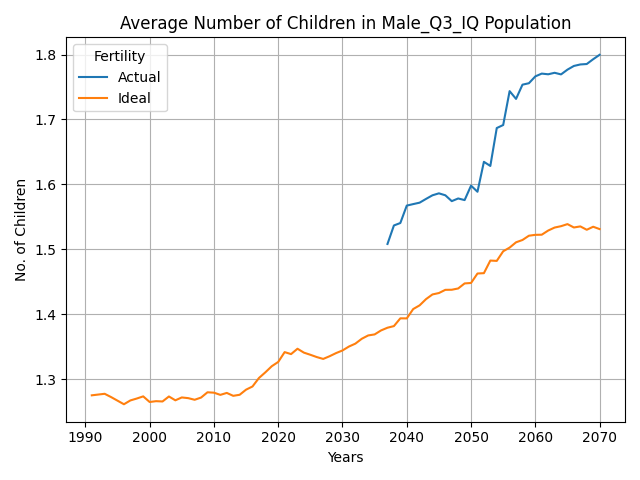 Average Number of Children in Male_Q3_IQ Population
Fertility
Actual
Ideal
No. of Children
1.8
1.7
1.6
1.5
1.4
1.3
1990 2000 2010 2020 2030 2040 2050 2060 2070
Years